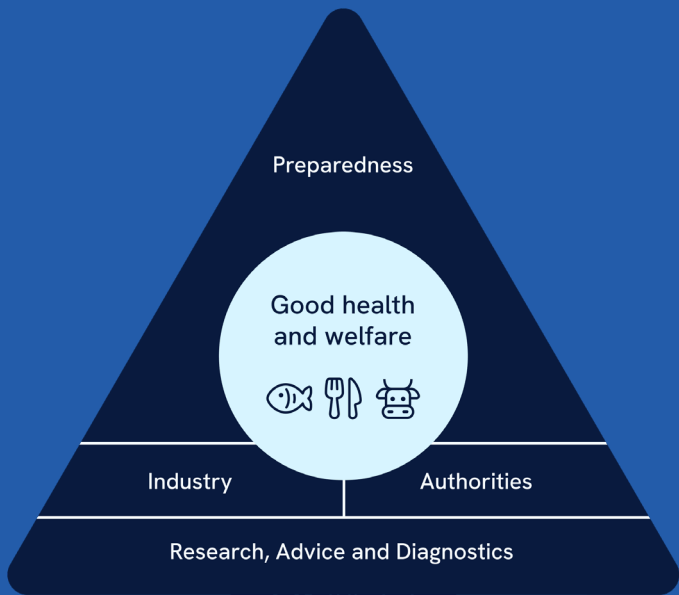 Preparedness
Good health
and welfare
Industry
Authorities
Research, Advice and Diagnostics